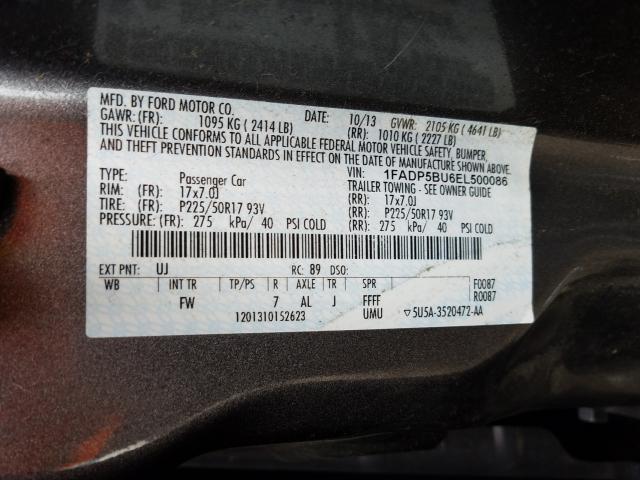 MFD. BY FORD MOTOR CO.
DATE: 10/13 GVWR: 2105 KG ( 4641 LB)
GAWR: (FR): 1095 KG ( 2414 LB) (RR): 1010 KG ( 2227 LB)
THIS VEHICLE CONFORMS TO ALL APPLICABLE FEDERAL MOTOR VEHICLE SAFETY, BUMPER,
AND THEFT PREVENTION STANDARDS IN EFFECT ON THE DATE OF MANUFACTURE SHOWN ABOVE.
VIN: 1FADP5BU6EL500086
TYPE: Passenger Car TRAILER TOWING - SEE OWNER GUIDE
RIM: (FR): 17x7.0J (RR): 17x7.0J
TIRE: (FR): P225/50R17 93V (RR): P225/50R17 93V
PRESSURE: (FR): 275 kPa/ 40 PSI COLD (RR): 275 kPa/ 40 PSI COLD
EXT PNT: UJ RC: 89 DSO:
WB INT TR TP/PS R AXLE TR SPR F0087
FW 7 AL J FFFF R0087
1201310152623 UMU ▽5U5A-3520472-AA